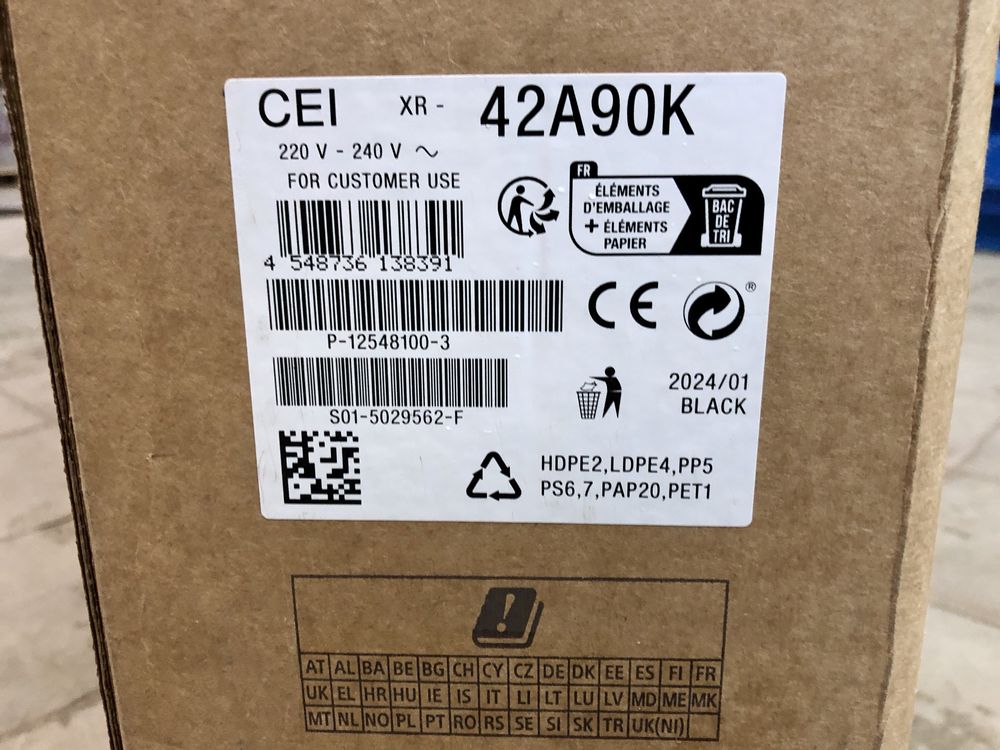 CEI XR - 42A90K
220 V - 240 V ~
FOR CUSTOMER USE
4 548736 138391
P-12548100-3
S01-5029562-F
FR
ÉLÉMENTS
D'EMBALLAGE
+ ÉLÉMENTS
PAPIER
BAC
DE
TRI
CE
®
2024/01
BLACK
HDPE2,LDPE4,PP5
PS6,7,PAP20,PET1
AT AL BA BE BG CH CY CZ DE DK EE ES FI FR
UK EL HR HU IE IS IT LI LT LU LV MD ME MK
MT NL NO PL PT RO RS SE SI SK TR UK(NI)